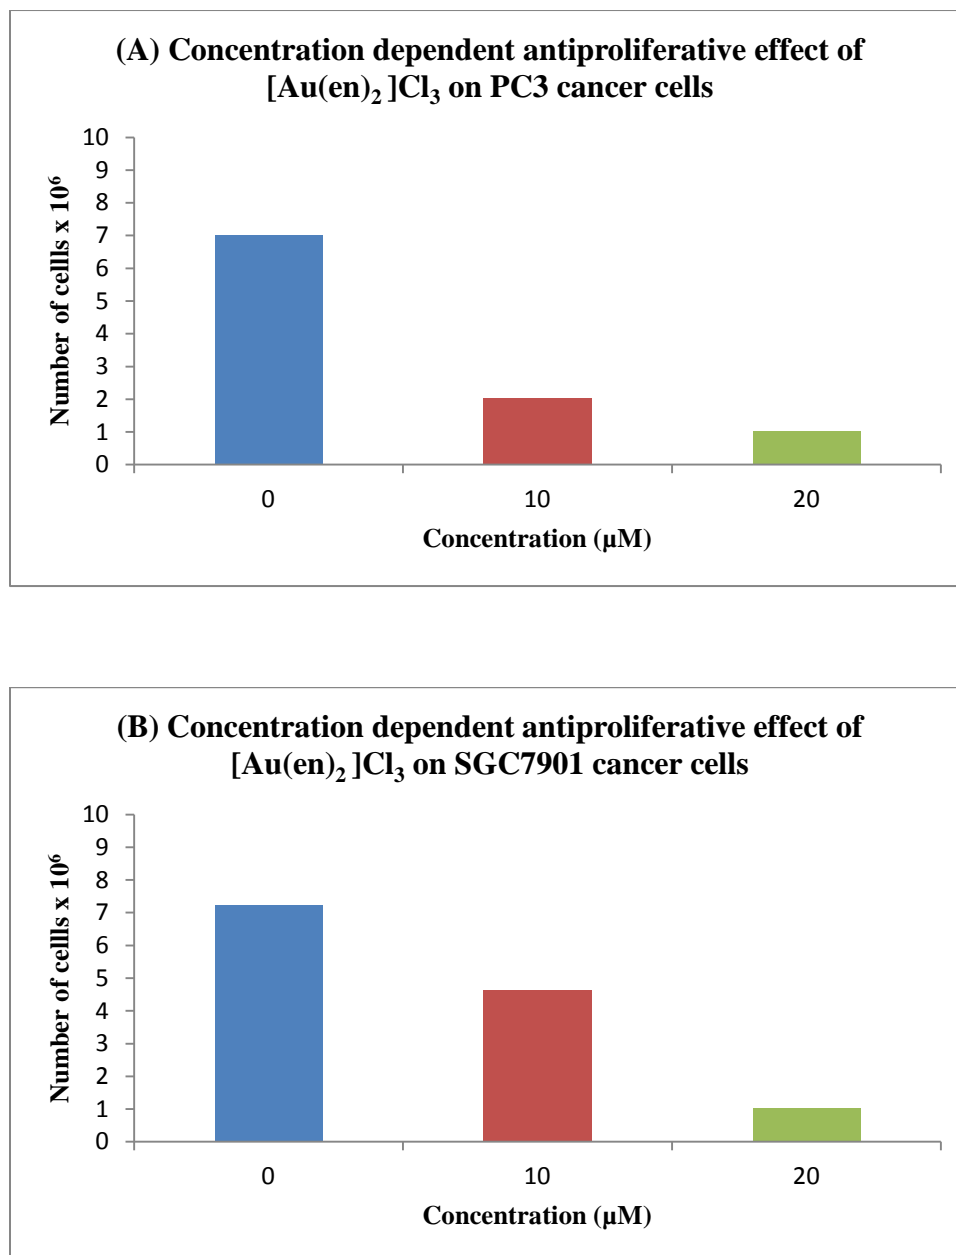 (A) Concentration dependent antiproliferative effect of
[Au(en)₂ ]Cl₃ on PC3 cancer cells
Number of cellls x 10⁶
10
9
8
7
6
5
4
3
2
1
0
0 10 20
Concentration (µM)
(B) Concentration dependent antiproliferative effect of
[Au(en)₂ ]Cl₃ on SGC7901 cancer cells
Number of cellls x 10⁶
10
9
8
7
6
5
4
3
2
1
0
0 10 20
Concentration (µM)